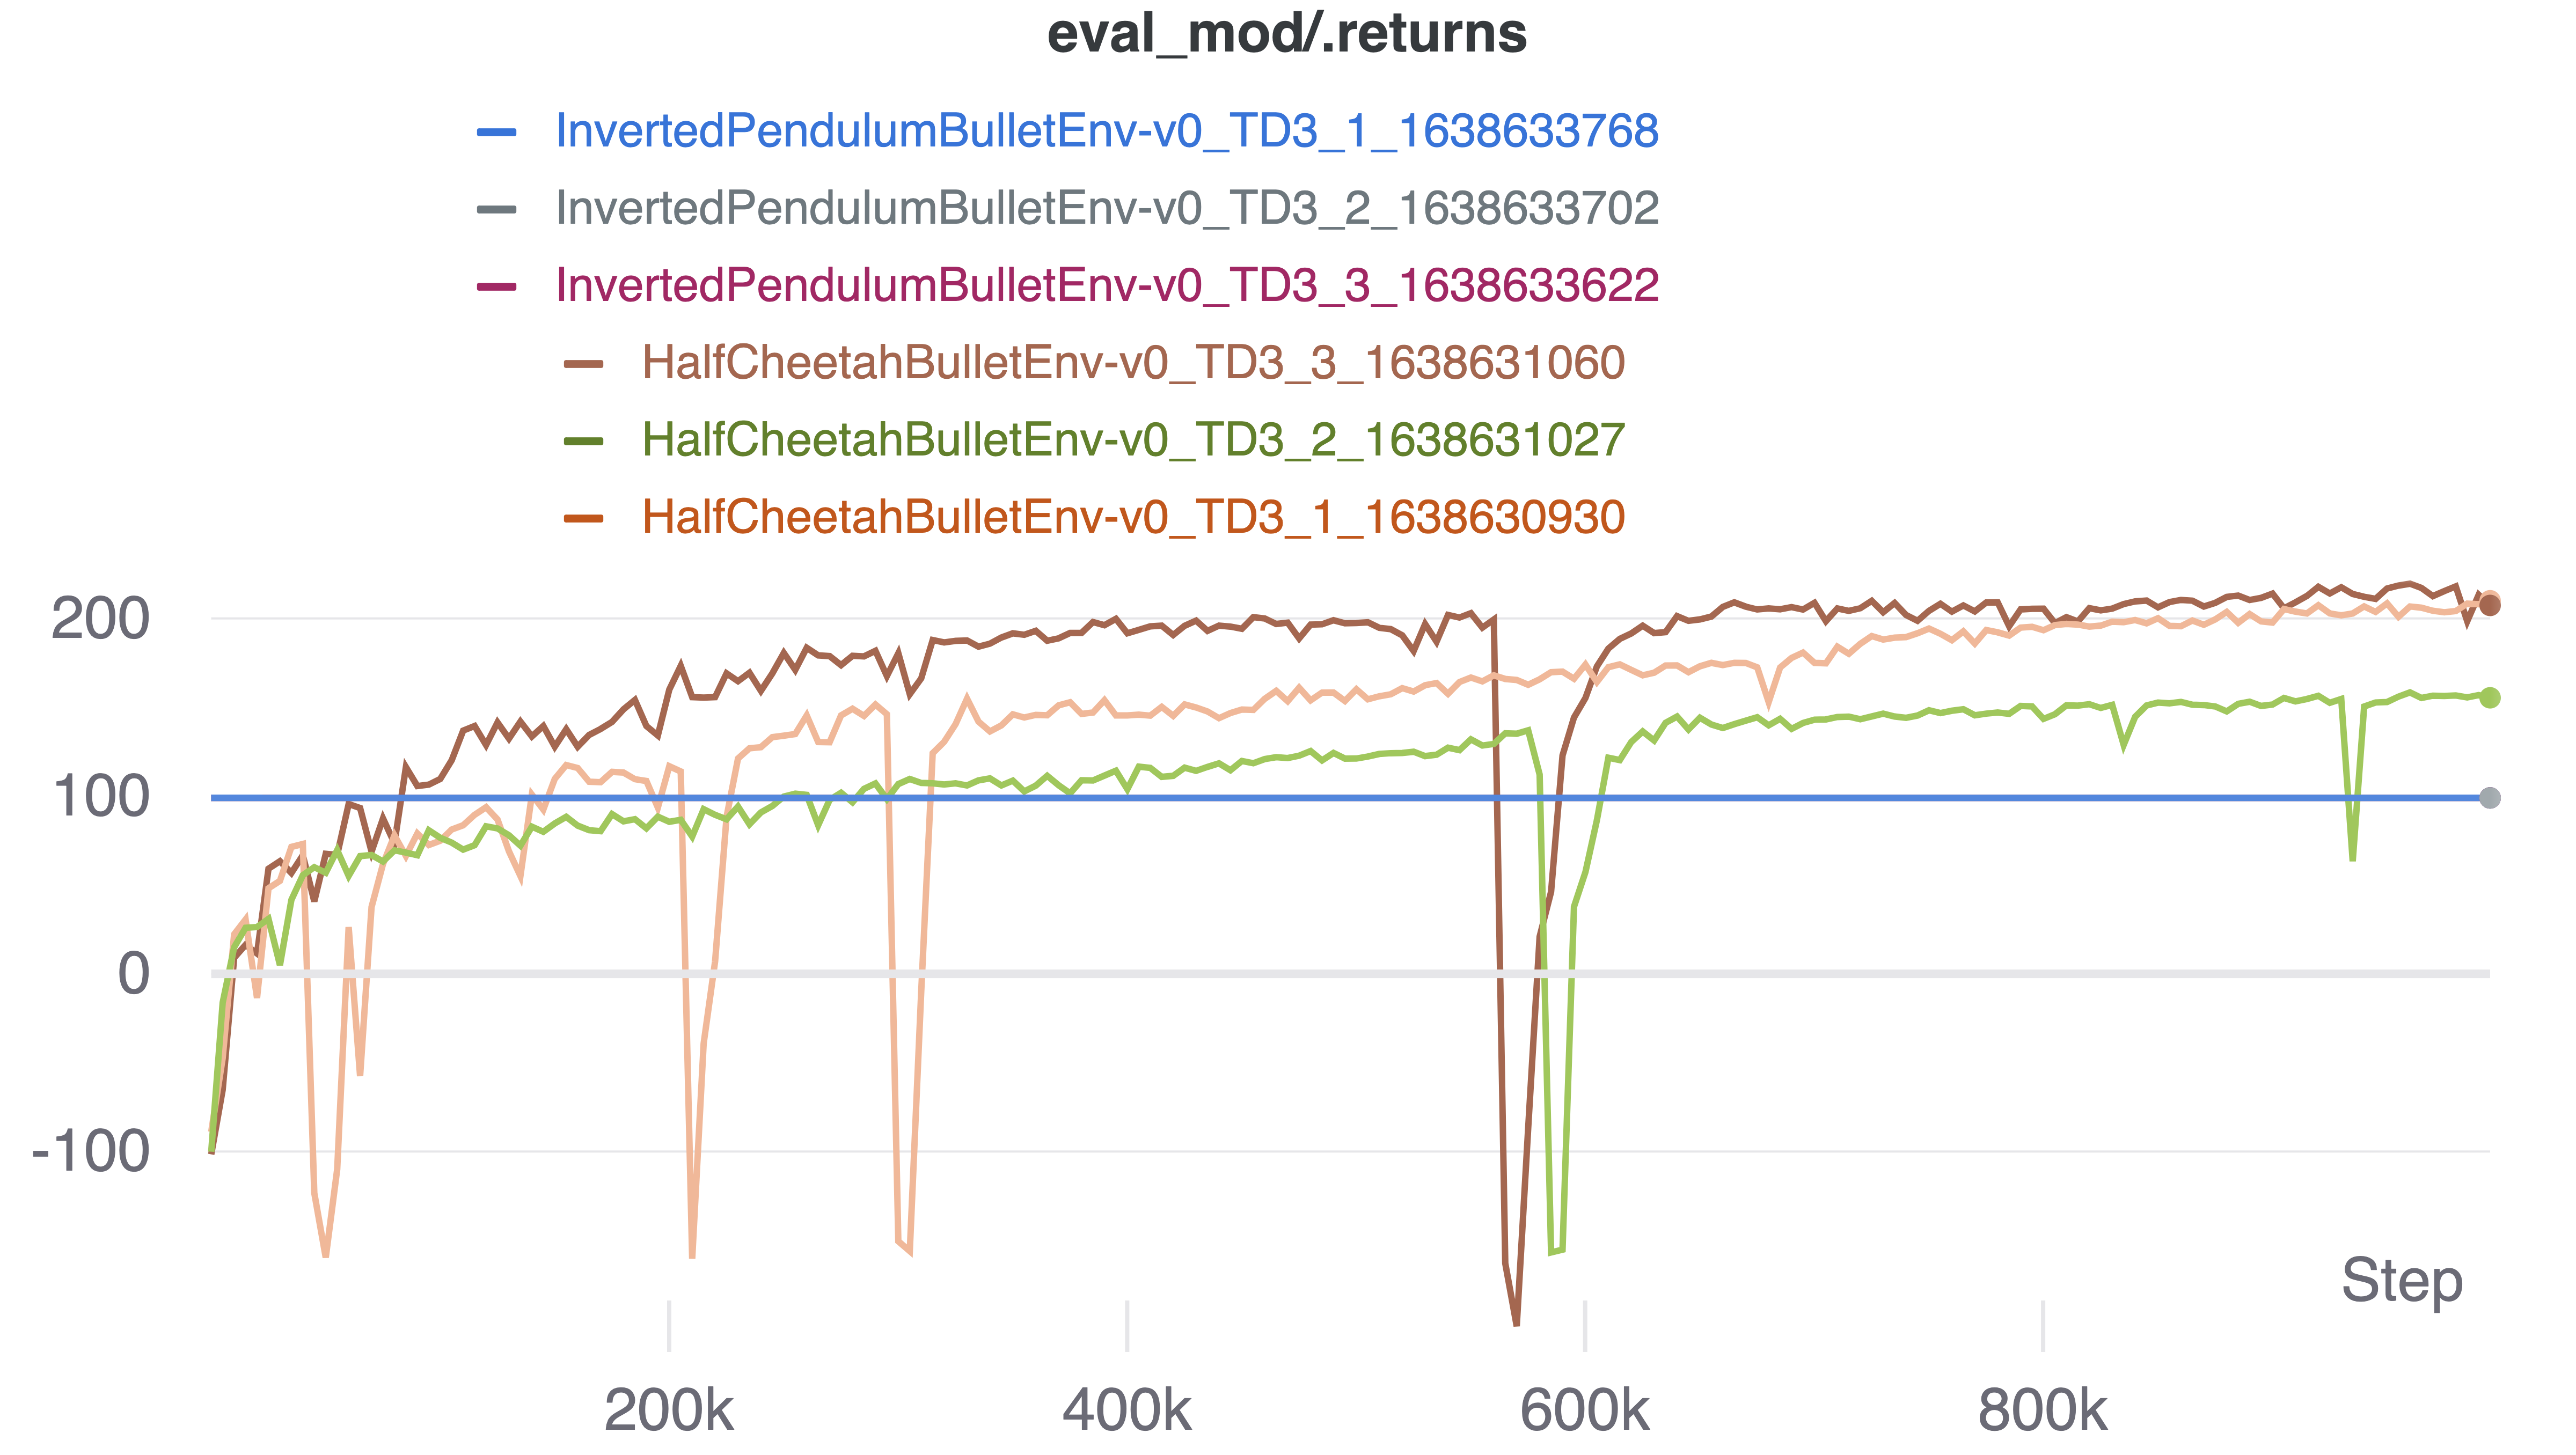 eval_mod/.returns
InvertedPendulumBulletEnv-v0_TD3_1_1638633768
InvertedPendulumBulletEnv-v0_TD3_2_1638633702
InvertedPendulumBulletEnv-v0_TD3_3_1638633622
HalfCheetahBulletEnv-v0_TD3_3_1638631060
HalfCheetahBulletEnv-v0_TD3_2_1638631027
HalfCheetahBulletEnv-v0_TD3_1_1638630930
200
100
0
-100
Step
200k 400k 600k 800k